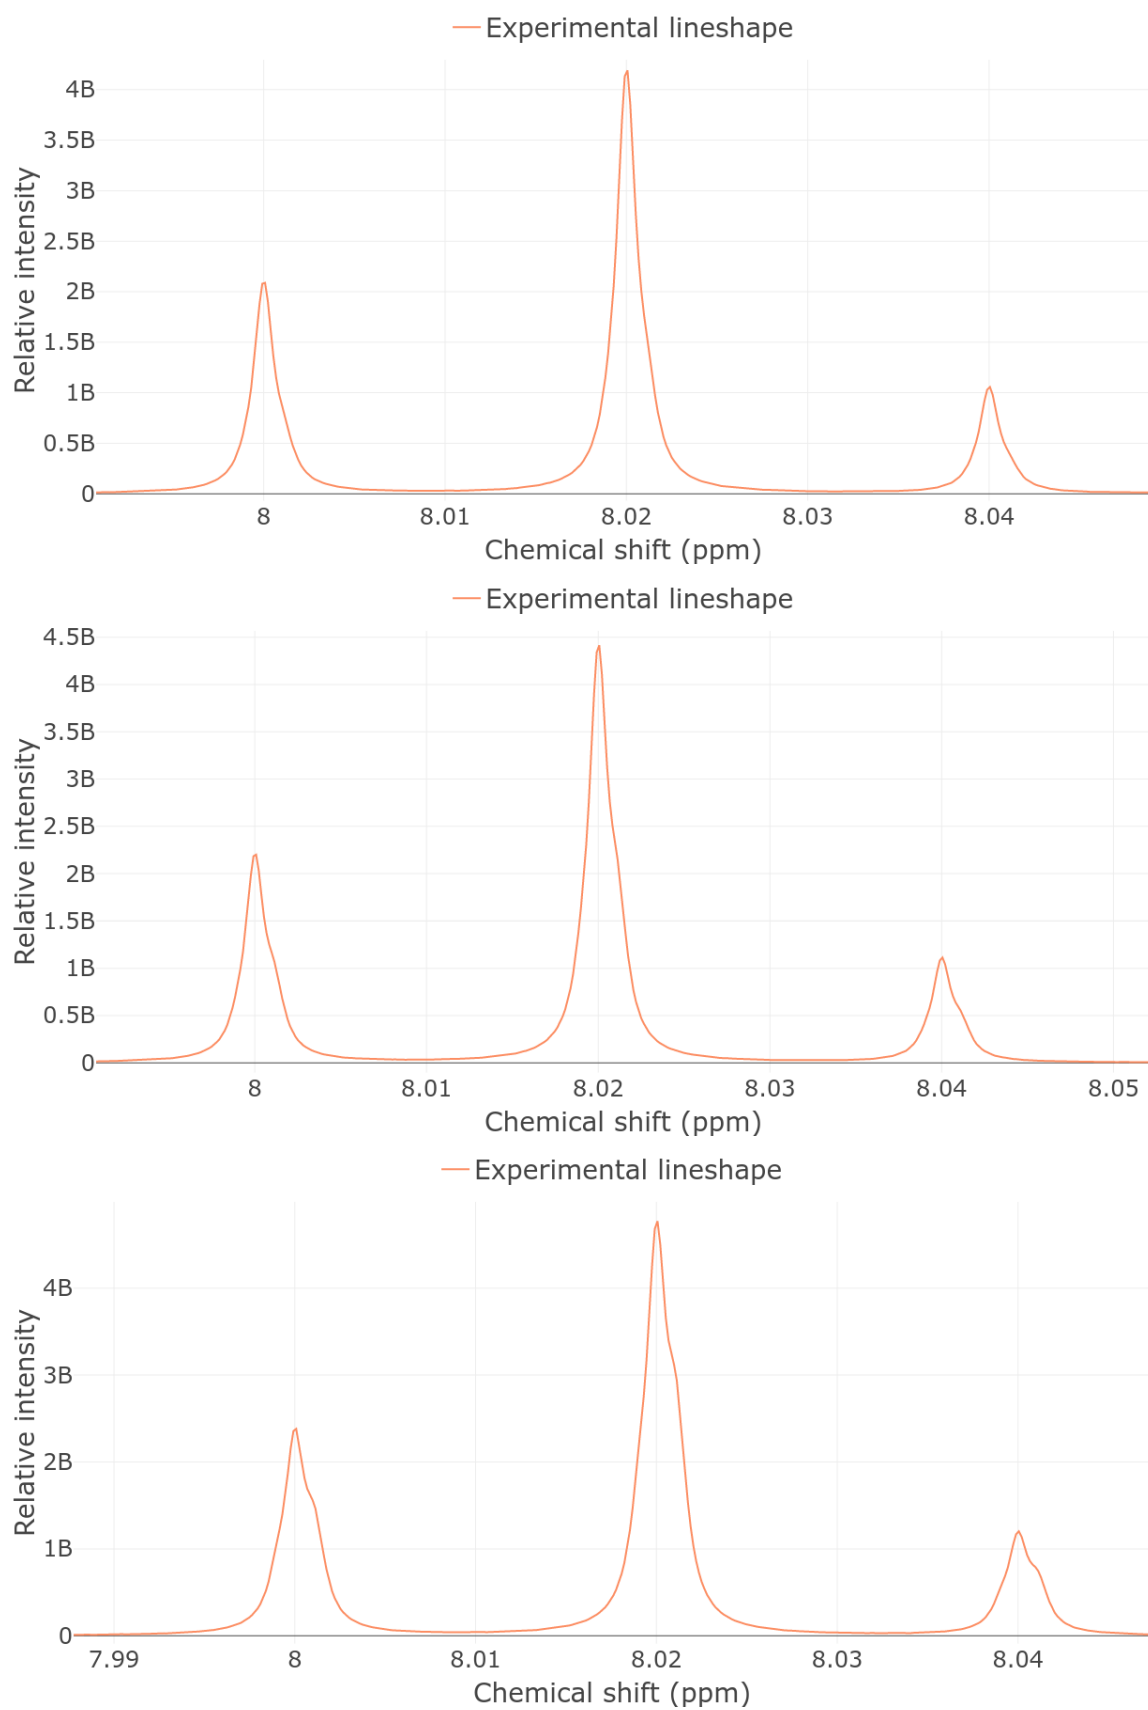 Experimental lineshape
4B
3.5B
3B
2.5B
2B
1.5B
1B
0.5B
0
Relative intensity
8 8.01 8.02 8.03 8.04
Chemical shift (ppm)
Experimental lineshape
4.5B
4B
3.5B
3B
2.5B
2B
1.5B
1B
0.5B
0
Relative intensity
8 8.01 8.02 8.03 8.04 8.05
Chemical shift (ppm)
Experimental lineshape
4B
3B
2B
1B
0
Relative intensity
7.99 8 8.01 8.02 8.03 8.04
Chemical shift (ppm)